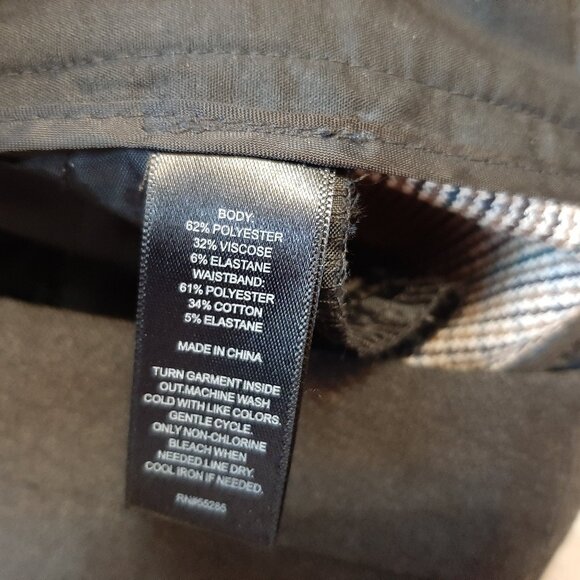 BODY:
62% POLYESTER
32% VISCOSE
6% ELASTANE
WAISTBAND:
61% POLYESTER
34% COTTON
5% ELASTANE
MADE IN CHINA
TURN GARMENT INSIDE
OUT.MACHINE WASH
COLD WITH LIKE COLORS.
GENTLE CYCLE.
ONLY NON-CHLORINE
BLEACH WHEN
NEEDED.LINE DRY.
COOL IRON IF NEEDED.
RN#55285